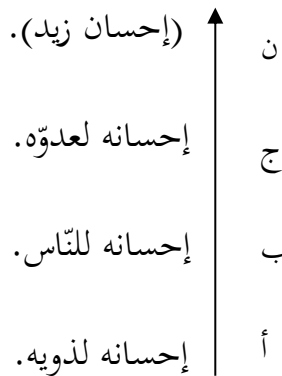 ن (إحسان زيد).
ج إحسانه لعدوّه.
ب إحسانه للنّاس.
أ إحسانه لذويه.